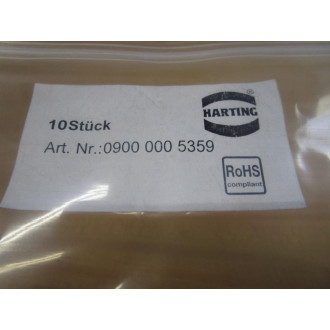 10Stück
HARTING
Art. Nr.:0900 000 5359
RoHS
compliant